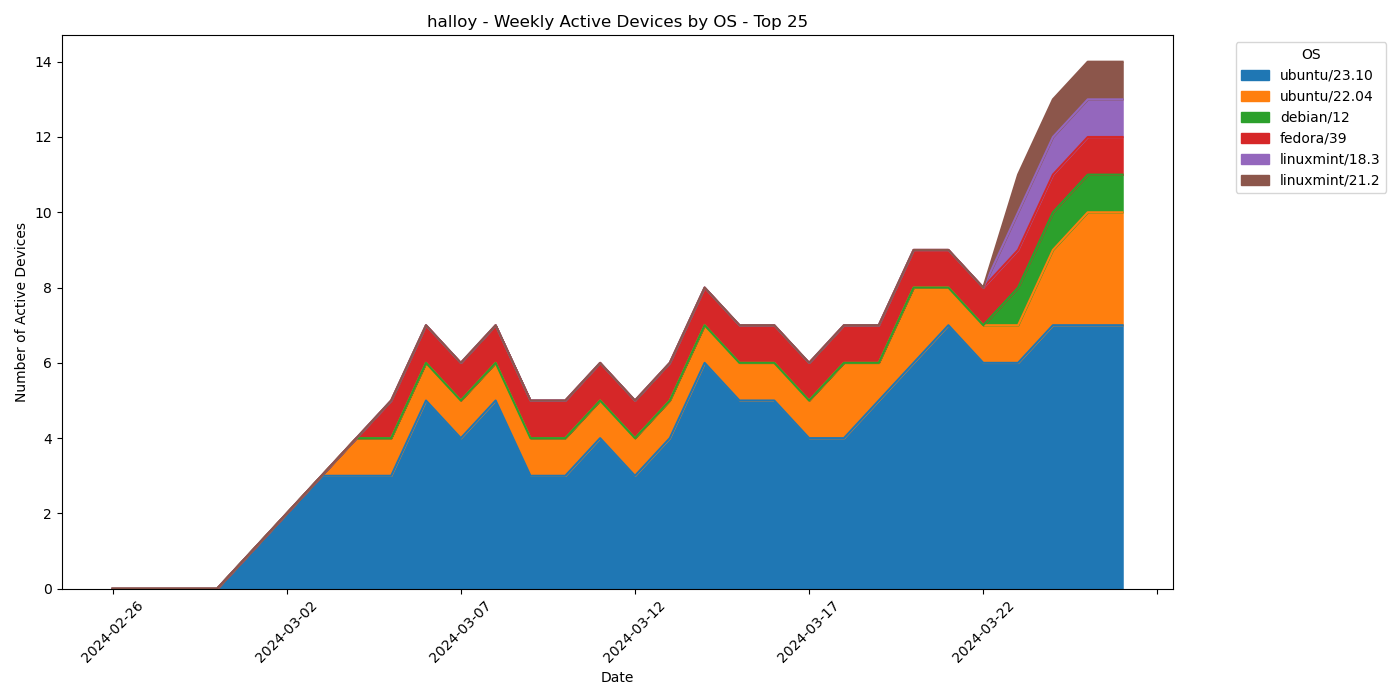 halloy - Weekly Active Devices by OS - Top 25
OS
ubuntu/23.10
ubuntu/22.04
debian/12
fedora/39
linuxmint/18.3
linuxmint/21.2
Number of Active Devices
14
12
10
8
6
4
2
0
2024-02-26
2024-03-02
2024-03-07
2024-03-12
2024-03-17
2024-03-22
Date